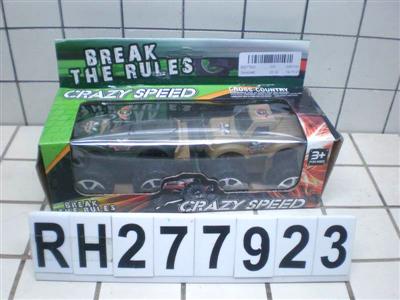 BREAK
THE RULES
CRAZY SPEED
CROSS-COUNTRY
3+
BREAK
THE RULES
CRAZY SPEED
RH277923